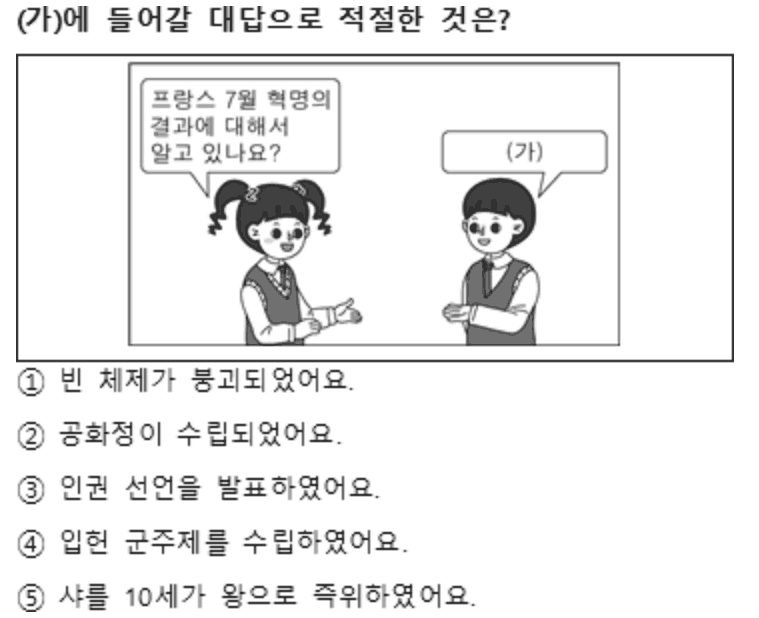 (가)에 들어갈 대답으로 적절한 것은?
프랑스 7월 혁명의
결과에 대해서
알고 있나요?
(가)
① 빈 체제가 붕괴되었어요.
② 공화정이 수립되었어요.
③ 인권 선언을 발표하였어요.
④ 입헌 군주제를 수립하였어요.
⑤ 샤를 10세가 왕으로 즉위하였어요.